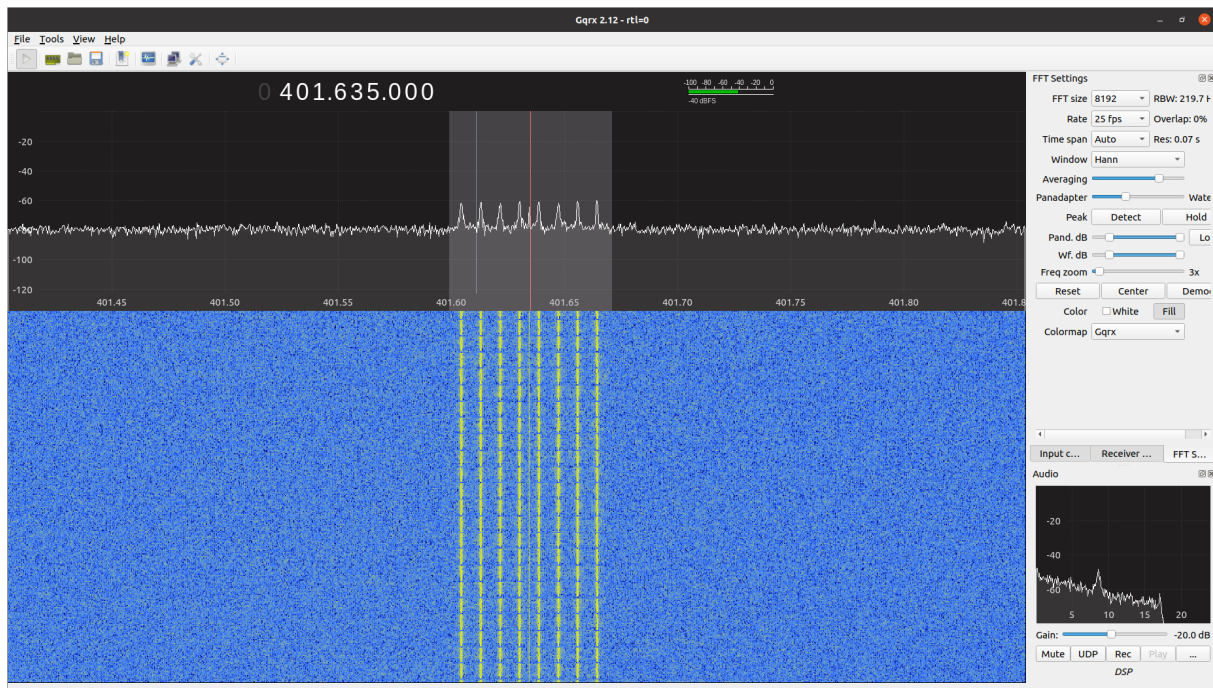 Gqrx 2.12 - rtl=0
File Tools View Help
0 401.635.000
-100 -80 -60 -40 -20 0
-40 dBFS
-20
-40
-60
-80
-100
-120
401.45 401.50 401.55 401.60 401.65 401.70 401.75 401.80 401.8
FFT Settings
FFT size 8192 RBW: 219.7 H
Rate 25 fps Overlap: 0%
Time span Auto Res: 0.07 s
Window Hann
Averaging
Panadapter Wate
Peak Detect Hold
Pand. dB Lo
Wf. dB
Freq zoom 3x
Reset Center Demo
Color White Fill
Colormap Gqrx
Input c... Receiver ... FFT S...
Audio
-20
-40
-60
5 10 15 20
Gain: -20.0 dB
Mute UDP Rec Play ...
DSP